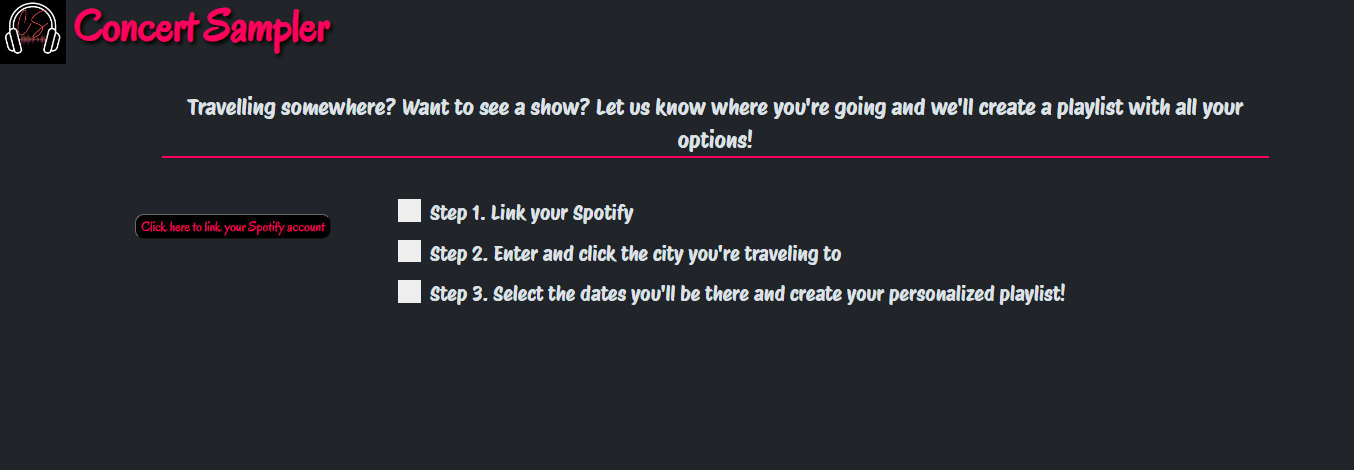 CS
Concert Sampler
Travelling somewhere? Want to see a show? Let us know where you're going and we'll create a playlist with all your
options!
Click here to link your Spotify account
Step 1. Link your Spotify
Step 2. Enter and click the city you're traveling to
Step 3. Select the dates you'll be there and create your personalized playlist!